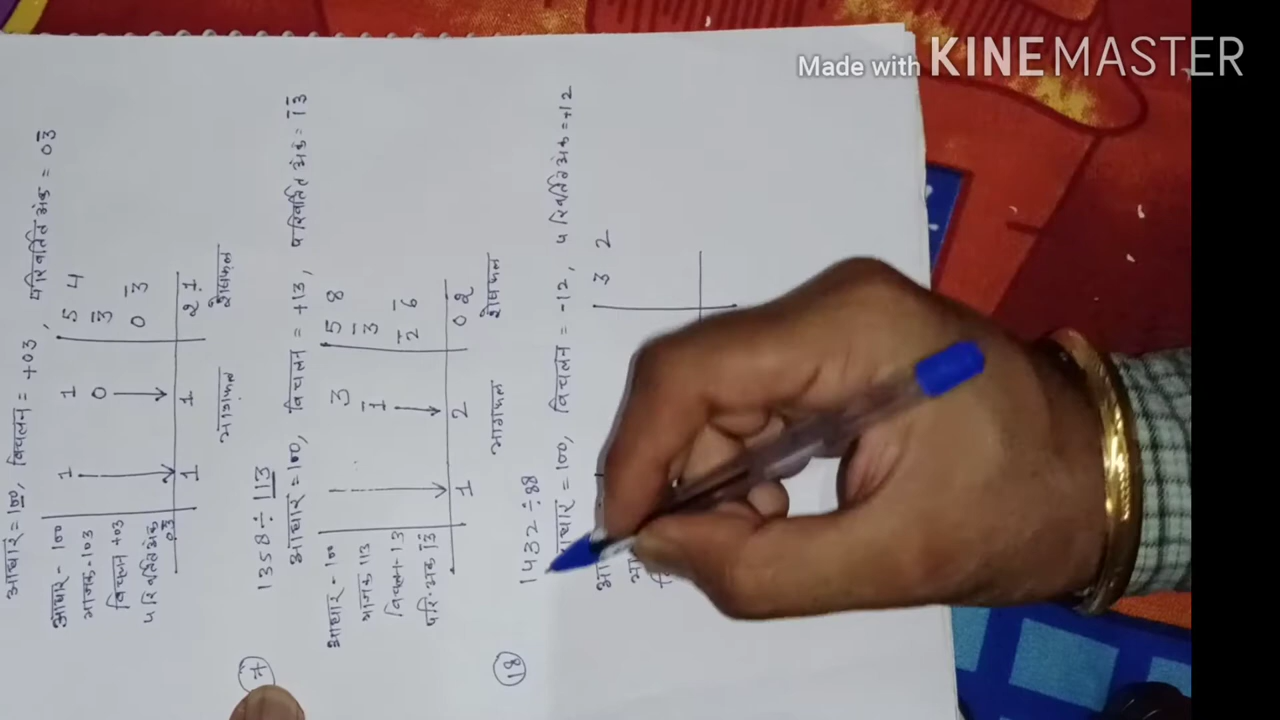 Made with KINEMASTER
आधार = 100, विचलन = +03, परिवर्तित अंक = 03̅
आधार - 100 1 1 5 4
भाजक - 103 0 3̅
विचलन +03 0 3̅
परिवर्तित अंक 03̅
1 1 2 1
भागफल शेषफल
1358 ÷ 113
आधार = 100, विचलन = +13, परिवर्तित अंक = 1̅3̅
आधार - 100 3 5 8
भाजक 113 1̅ 3̅
विचलन +13 2̅ 6̅
परि. अंक 1̅3̅
1 2 0 2
भागफल शेषफल
18 1432 ÷ 88
आधार = 100, विचलन = -12, परिवर्तित अंक = +12
3 2